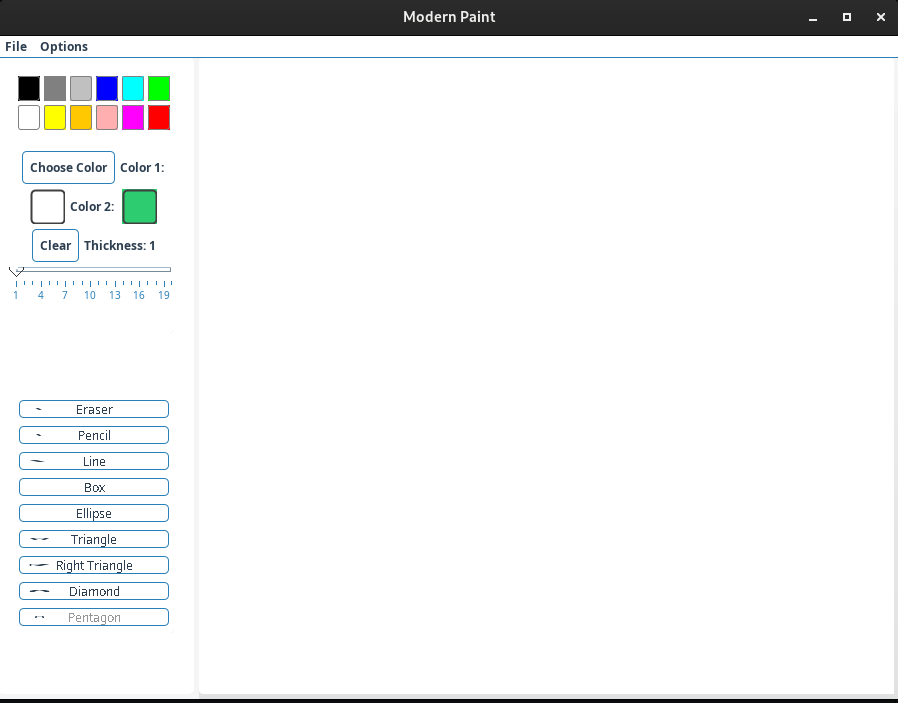 Modern Paint
File Options
Choose Color Color 1:
Color 2:
Clear Thickness: 1
1 4 7 10 13 16 19
Eraser
Pencil
Line
Box
Ellipse
Triangle
Right Triangle
Diamond
Pentagon